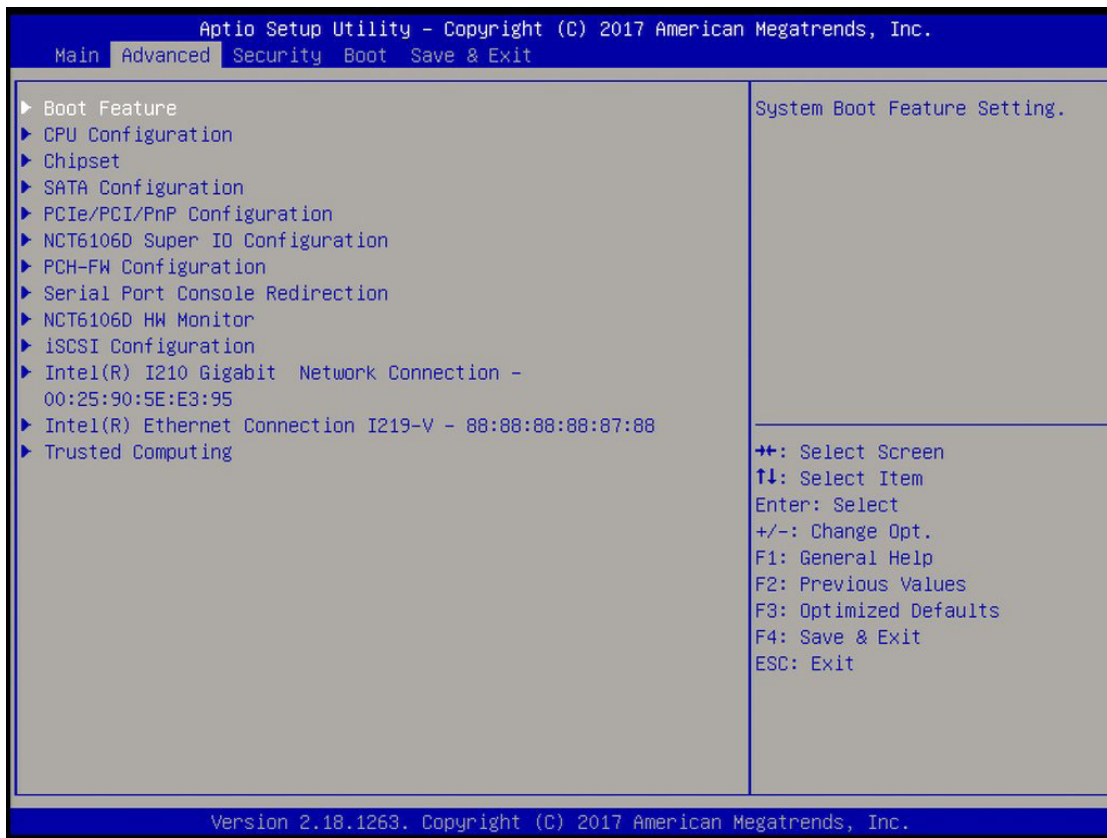 Aptio Setup Utility – Copyright (C) 2017 American Megatrends, Inc.
Main Advanced Security Boot Save & Exit
Boot Feature
CPU Configuration
Chipset
SATA Configuration
PCIe/PCI/PnP Configuration
NCT6106D Super IO Configuration
PCH-FW Configuration
Serial Port Console Redirection
NCT6106D HW Monitor
iSCSI Configuration
Intel(R) I210 Gigabit  Network Connection –
00:25:90:5E:E3:95
Intel(R) Ethernet Connection I219-V – 88:88:88:88:87:88
Trusted Computing
System Boot Feature Setting.
→←: Select Screen
↑↓: Select Item
Enter: Select
+/-: Change Opt.
F1: General Help
F2: Previous Values
F3: Optimized Defaults
F4: Save & Exit
ESC: Exit
Version 2.18.1263. Copyright (C) 2017 American Megatrends, Inc.